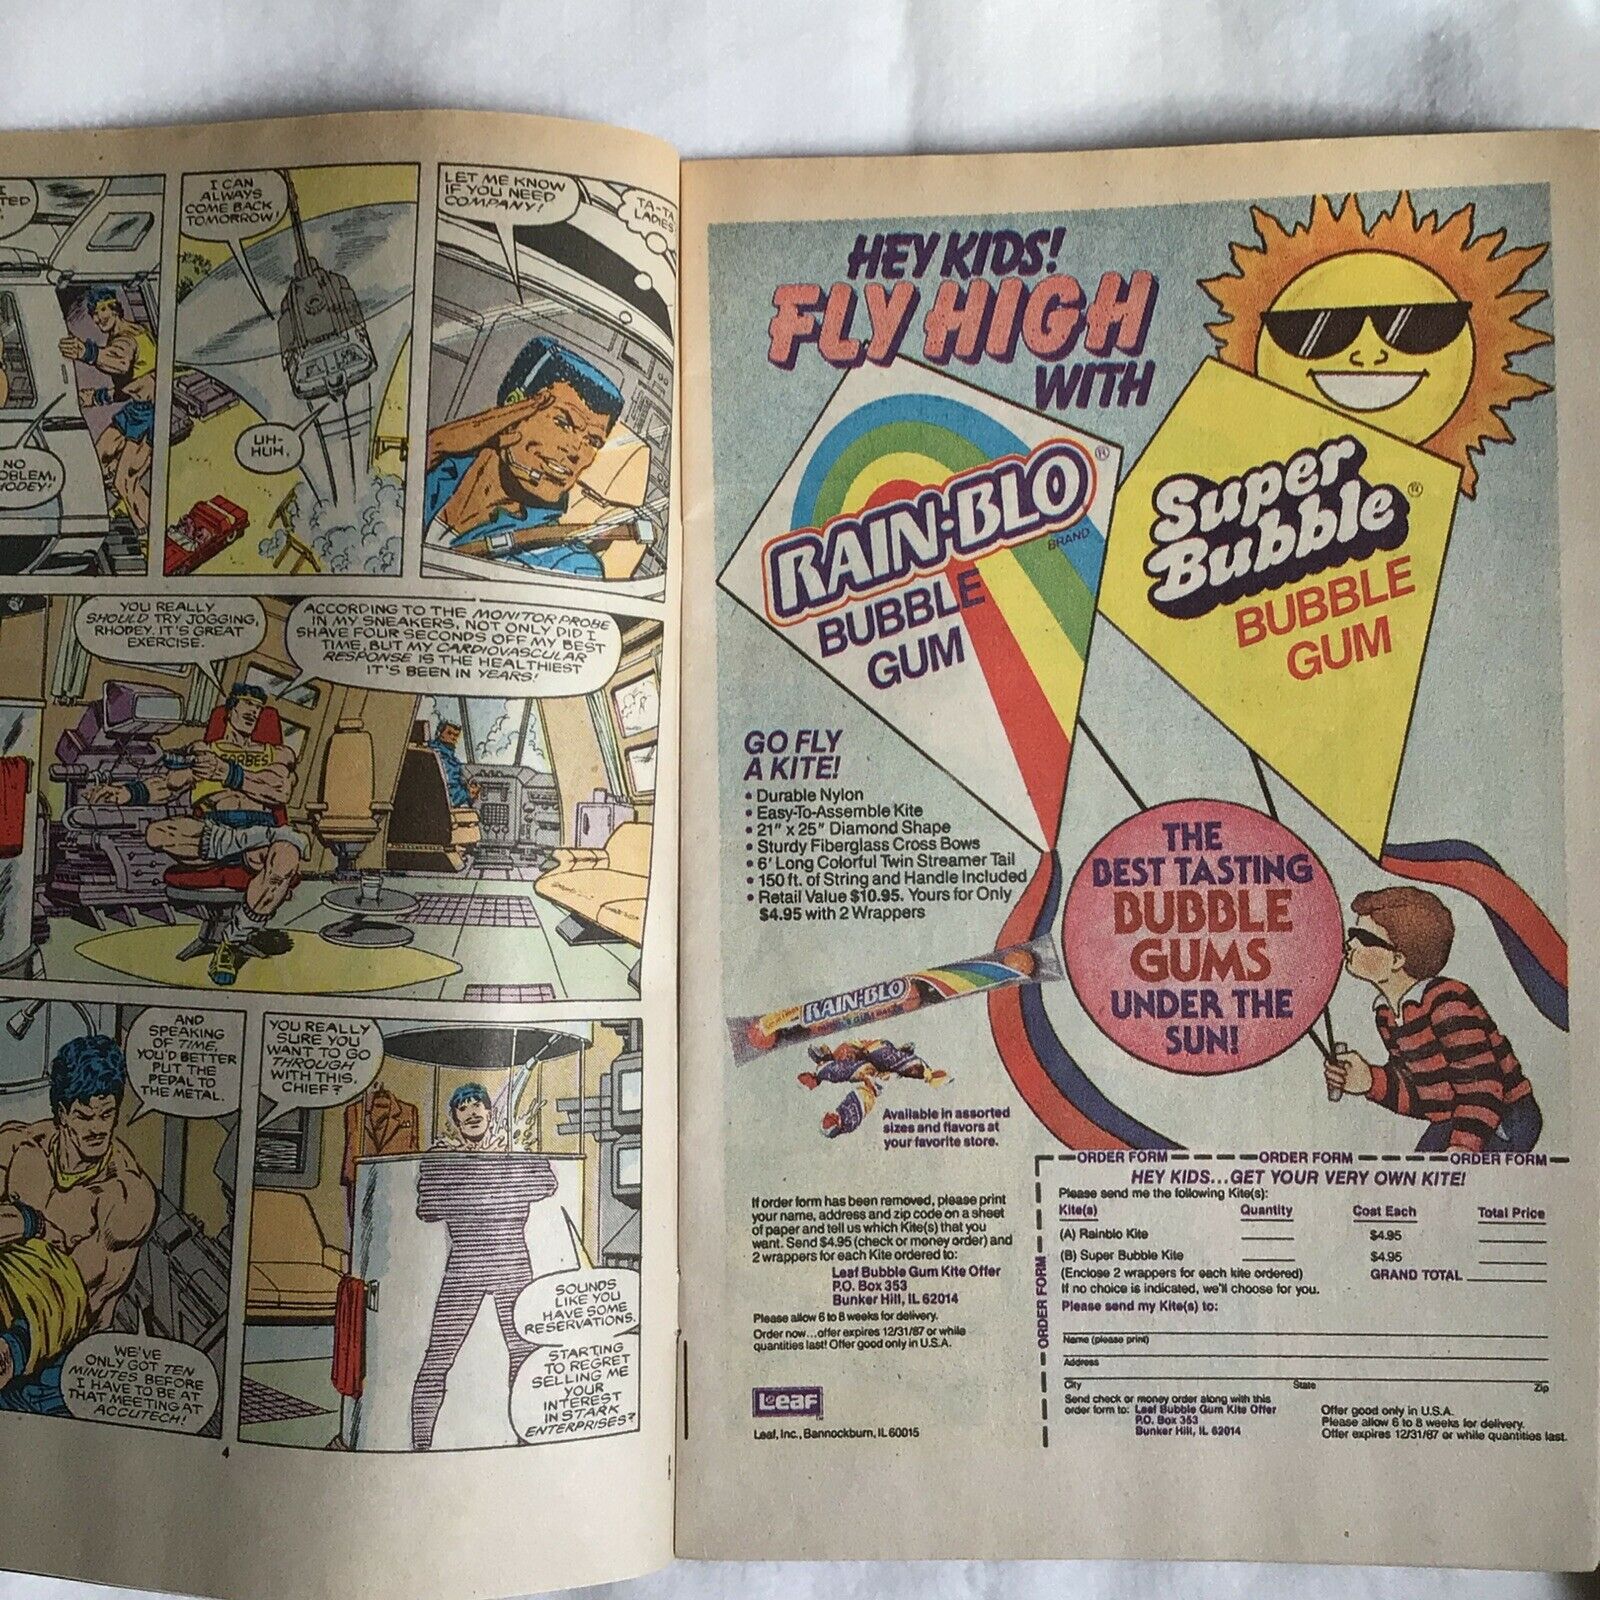 TED
NO
OBLEM,
HODEY!
I CAN
ALWAYS
COME BACK
TOMORROW!
UH-
HUH.
LET ME KNOW
IF YOU NEED
COMPANY!
TA-TA
LADIES
YOU REALLY
SHOULD TRY JOGGING,
RHODEY. IT'S GREAT
EXERCISE.
ACCORDING TO THE MONITOR PROBE
IN MY SNEAKERS, NOT ONLY DID I
SHAVE FOUR SECONDS OFF MY BEST
TIME, BUT MY CARDIOVASCULAR
RESPONSE IS THE HEALTHIEST
IT'S BEEN IN YEARS!
FORBES
AND
SPEAKING
OF TIME,
YOU'D BETTER
PUT THE
PEDAL TO
THE METAL.
WE'VE
ONLY GOT TEN
MINUTES BEFORE
I HAVE TO BE AT
THAT MEETING AT
ACCUTECH!
YOU REALLY
SURE YOU
WANT TO GO
THROUGH
WITH THIS,
CHIEF?
SOUNDS
LIKE YOU
HAVE SOME
RESERVATIONS.
STARTING
TO REGRET
SELLING ME
YOUR
INTEREST
IN STARK
ENTERPRISES?
4
HEY KIDS!
FLY HIGH
WITH
RAIN·BLO®
BRAND
BUBBLE
GUM
Super
Bubble®
BUBBLE
GUM
GO FLY
A KITE!
• Durable Nylon
• Easy-To-Assemble Kite
• 21" x 25" Diamond Shape
• Sturdy Fiberglass Cross Bows
• 6' Long Colorful Twin Streamer Tail
• 150 ft. of String and Handle Included
• Retail Value $10.95. Yours for Only
$4.95 with 2 Wrappers
THE
BEST TASTING
BUBBLE
GUMS
UNDER THE
SUN!
RAIN·BLO
Available in assorted
sizes and flavors at
your favorite store.
If order form has been removed, please print
your name, address and zip code on a sheet
of paper and tell us which Kite(s) that you
want. Send $4.95 (check or money order) and
2 wrappers for each Kite ordered to:
Leaf Bubble Gum Kite Offer
P.O. Box 353
Bunker Hill, IL 62014
Please allow 6 to 8 weeks for delivery.
Order now...offer expires 12/31/87 or while
quantities last! Offer good only in U.S.A.
Leaf
Leaf, Inc., Bannockburn, IL 60015
ORDER FORM ORDER FORM ORDER FORM
ORDER FORM
HEY KIDS...GET YOUR VERY OWN KITE!
Please send me the following Kite(s):
Kite(s) Quantity Cost Each Total Price
(A) Rainblo Kite $4.95
(B) Super Bubble Kite $4.95
(Enclose 2 wrappers for each kite ordered) GRAND TOTAL
If no choice is indicated, we'll choose for you.
Please send my Kite(s) to:
Name (please print)
Address
City State Zip
Send check or money order along with this
order form to: Leaf Bubble Gum Kite Offer
P.O. Box 353
Bunker Hill, IL 62014
Offer good only in U.S.A.
Please allow 6 to 8 weeks for delivery.
Offer expires 12/31/87 or while quantities last.